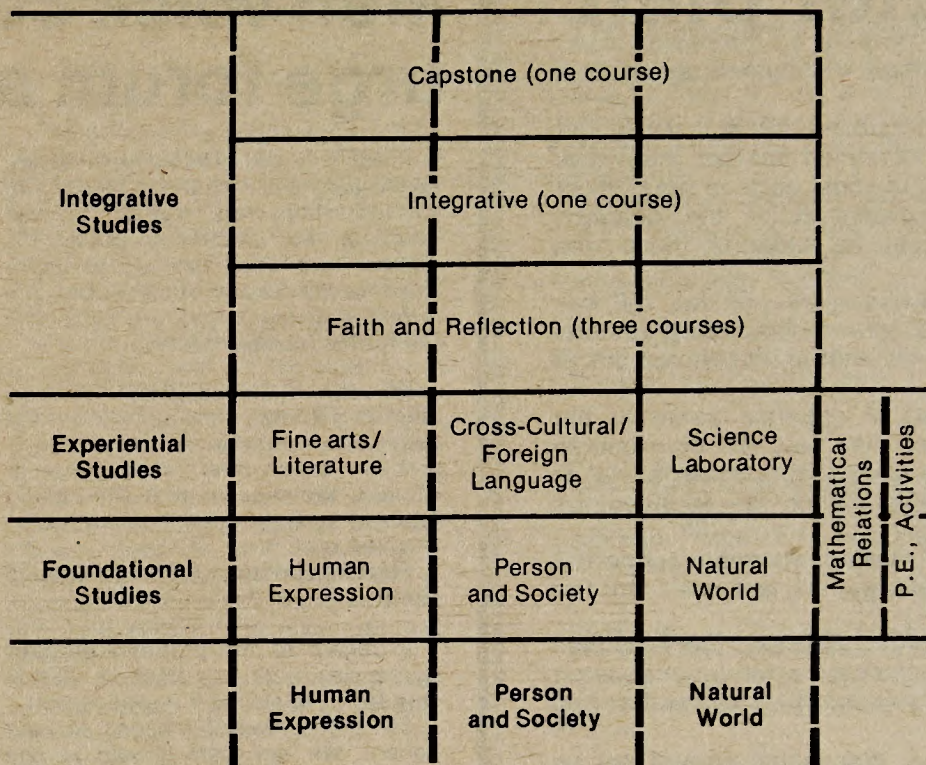 Capstone (one course)
Integrative
Studies
Integrative (one course)
Faith and Reflection (three courses)
Experiential
Studies
Fine arts/
Literature
Cross-Cultural/
Foreign
Language
Science
Laboratory
Mathematical
Relations
P.E., Activities
Foundational
Studies
Human
Expression
Person
and Society
Natural
World
Human
Expression
Person
and Society
Natural
World